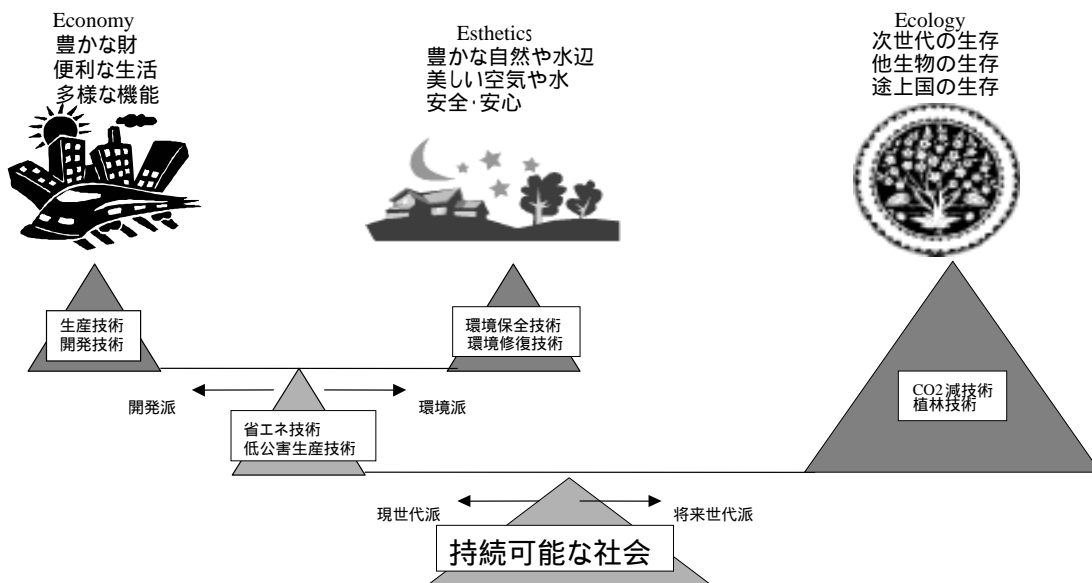 Economy
豊かな財
便利な生活
多様な機能
Esthetics
豊かな自然や水辺
美しい空気や水
安全・安心
Ecology
次世代の生存
他生物の生存
途上国の生存
生産技術
開発技術
環境保全技術
環境修復技術
CO2減技術
植林技術
開発派
環境派
省エネ技術
低公害生産技術
現世代派
将来世代派
持続可能な社会